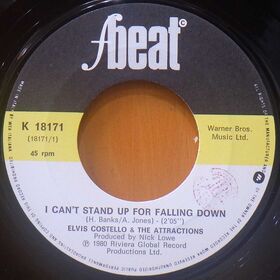 fbeat ©
K 18171
(18171/1)
45 rpm
Warner Bros.
Music Ltd.
I CAN'T STAND UP FOR FALLING DOWN
(H. Banks/A. Jones) - (2'05'')
ELVIS COSTELLO & THE ATTRACTIONS
Produced by Nick Lowe
℗ 1980 Riviera Global Record
Productions Ltd.